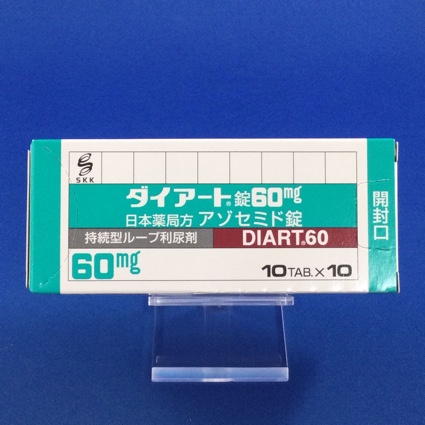 SKK
ダイアート®錠60mg
日本薬局方 アゾセミド錠
持続型ループ利尿剤 DIART®60
60mg 10TAB.×10
開封口